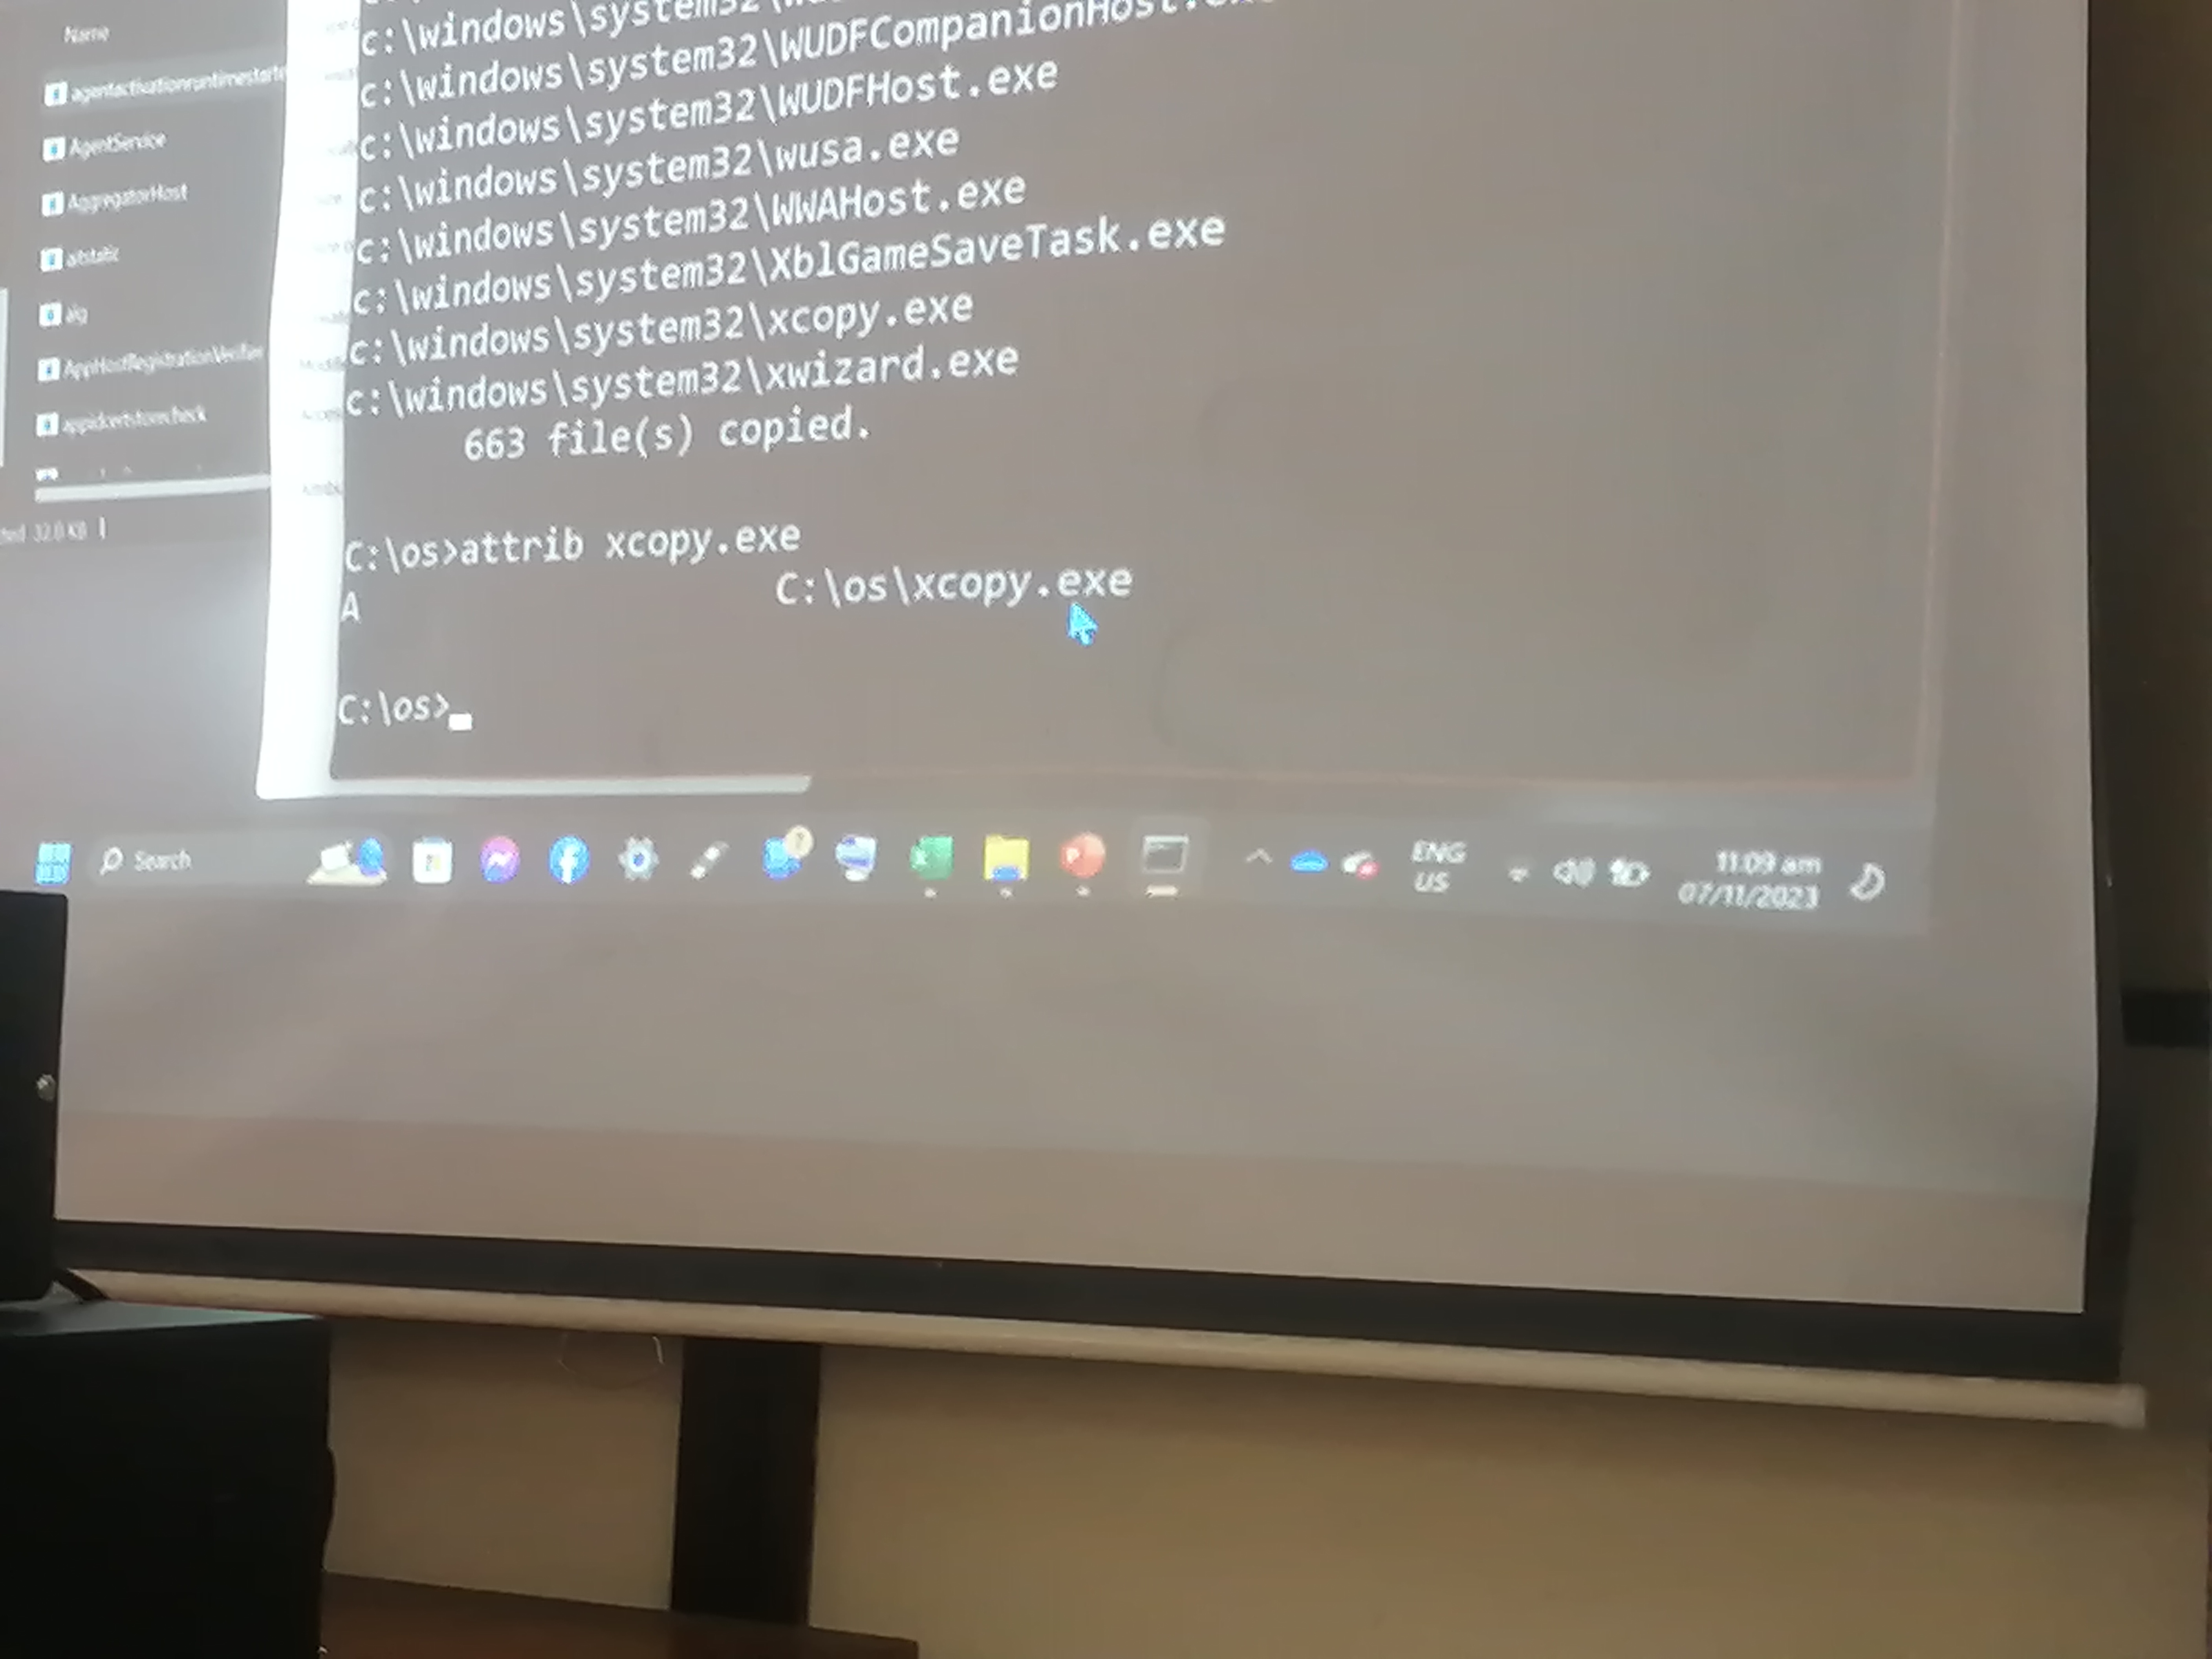 Name
agentactivationruntimestarte
AgentService
AggregatorHost
aitstatic
alg
AppHostRegistrationVerifier
appidcertstorecheck
32.0 KB
c:\windows\system32\
c:\windows\system32\WUDFCompanionHost.exe
c:\windows\system32\WUDFHost.exe
c:\windows\system32\wusa.exe
c:\windows\system32\WWAHost.exe
c:\windows\system32\XblGameSaveTask.exe
c:\windows\system32\xcopy.exe
c:\windows\system32\xwizard.exe
663 file(s) copied.
C:\os>attrib xcopy.exe
A C:\os\xcopy.exe
C:\os>
Search
ENG
US
11:09 am
07/11/2023